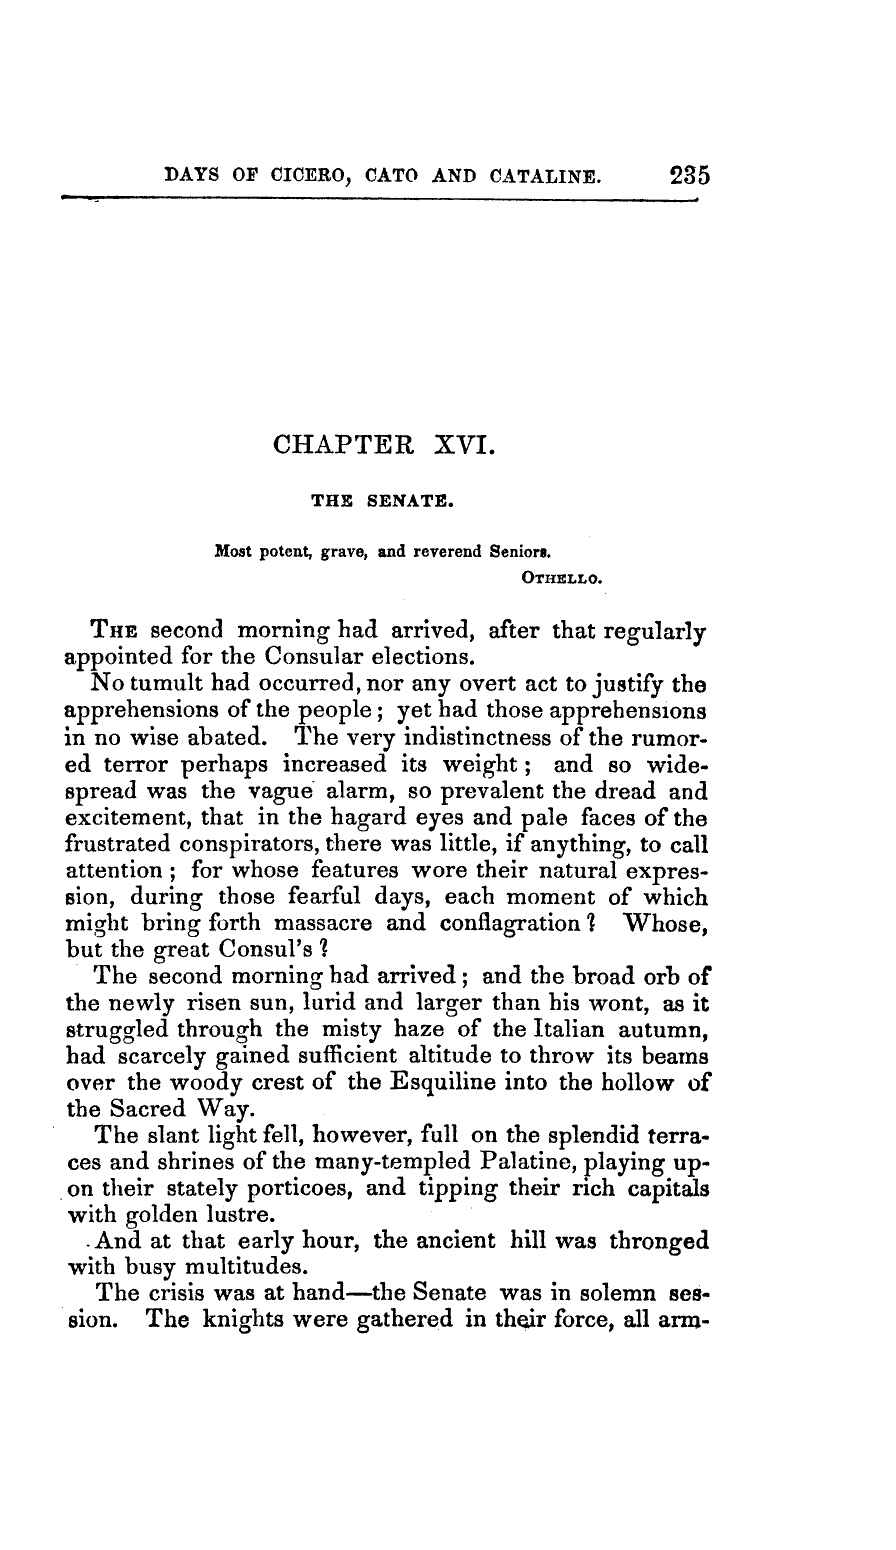 DAYS OF CICERO, CATO AND CATALINE. 235
CHAPTER XVI.
THE SENATE.
Most potent, grave, and reverend Seniors.
OTHELLO.
THE second morning had arrived, after that regularly
appointed for the Consular elections.
No tumult had occurred, nor any overt act to justify the
apprehensions of the people; yet had those apprehensions
in no wise abated. The very indistinctness of the rumor-
ed terror perhaps increased its weight; and so wide-
spread was the vague alarm, so prevalent the dread and
excitement, that in the hagard eyes and pale faces of the
frustrated conspirators, there was little, if anything, to call
attention; for whose features wore their natural expres-
sion, during those fearful days, each moment of which
might bring forth massacre and conflagration? Whose,
but the great Consul's?
The second morning had arrived; and the broad orb of
the newly risen sun, lurid and larger than his wont, as it
struggled through the misty haze of the Italian autumn,
had scarcely gained sufficient altitude to throw its beams
over the woody crest of the Esquiline into the hollow of
the Sacred Way.
The slant light fell, however, full on the splendid terra-
ces and shrines of the many-templed Palatine, playing up-
on their stately porticoes, and tipping their rich capitals
with golden lustre.
And at that early hour, the ancient hill was thronged
with busy multitudes.
The crisis was at hand—the Senate was in solemn ses-
sion. The knights were gathered in their force, all arm-